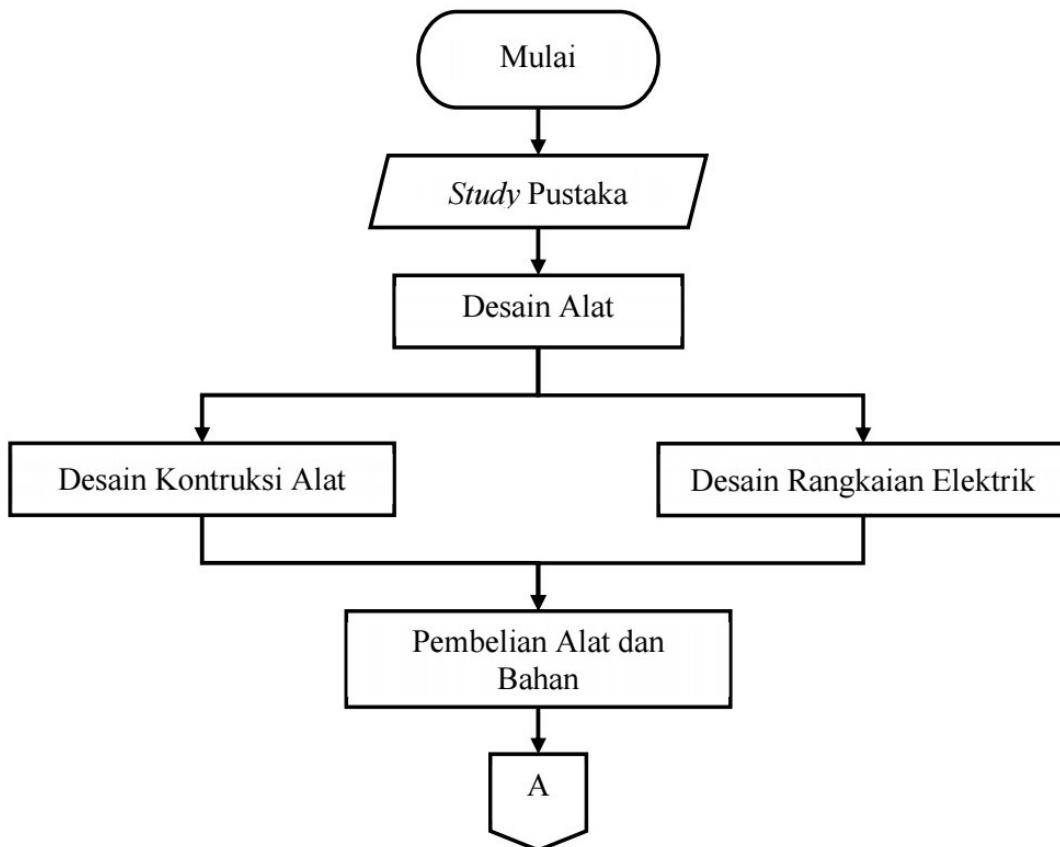 Mulai
Study Pustaka
Desain Alat
Desain Kontruksi Alat
Desain Rangkaian Elektrik
Pembelian Alat dan
Bahan
A